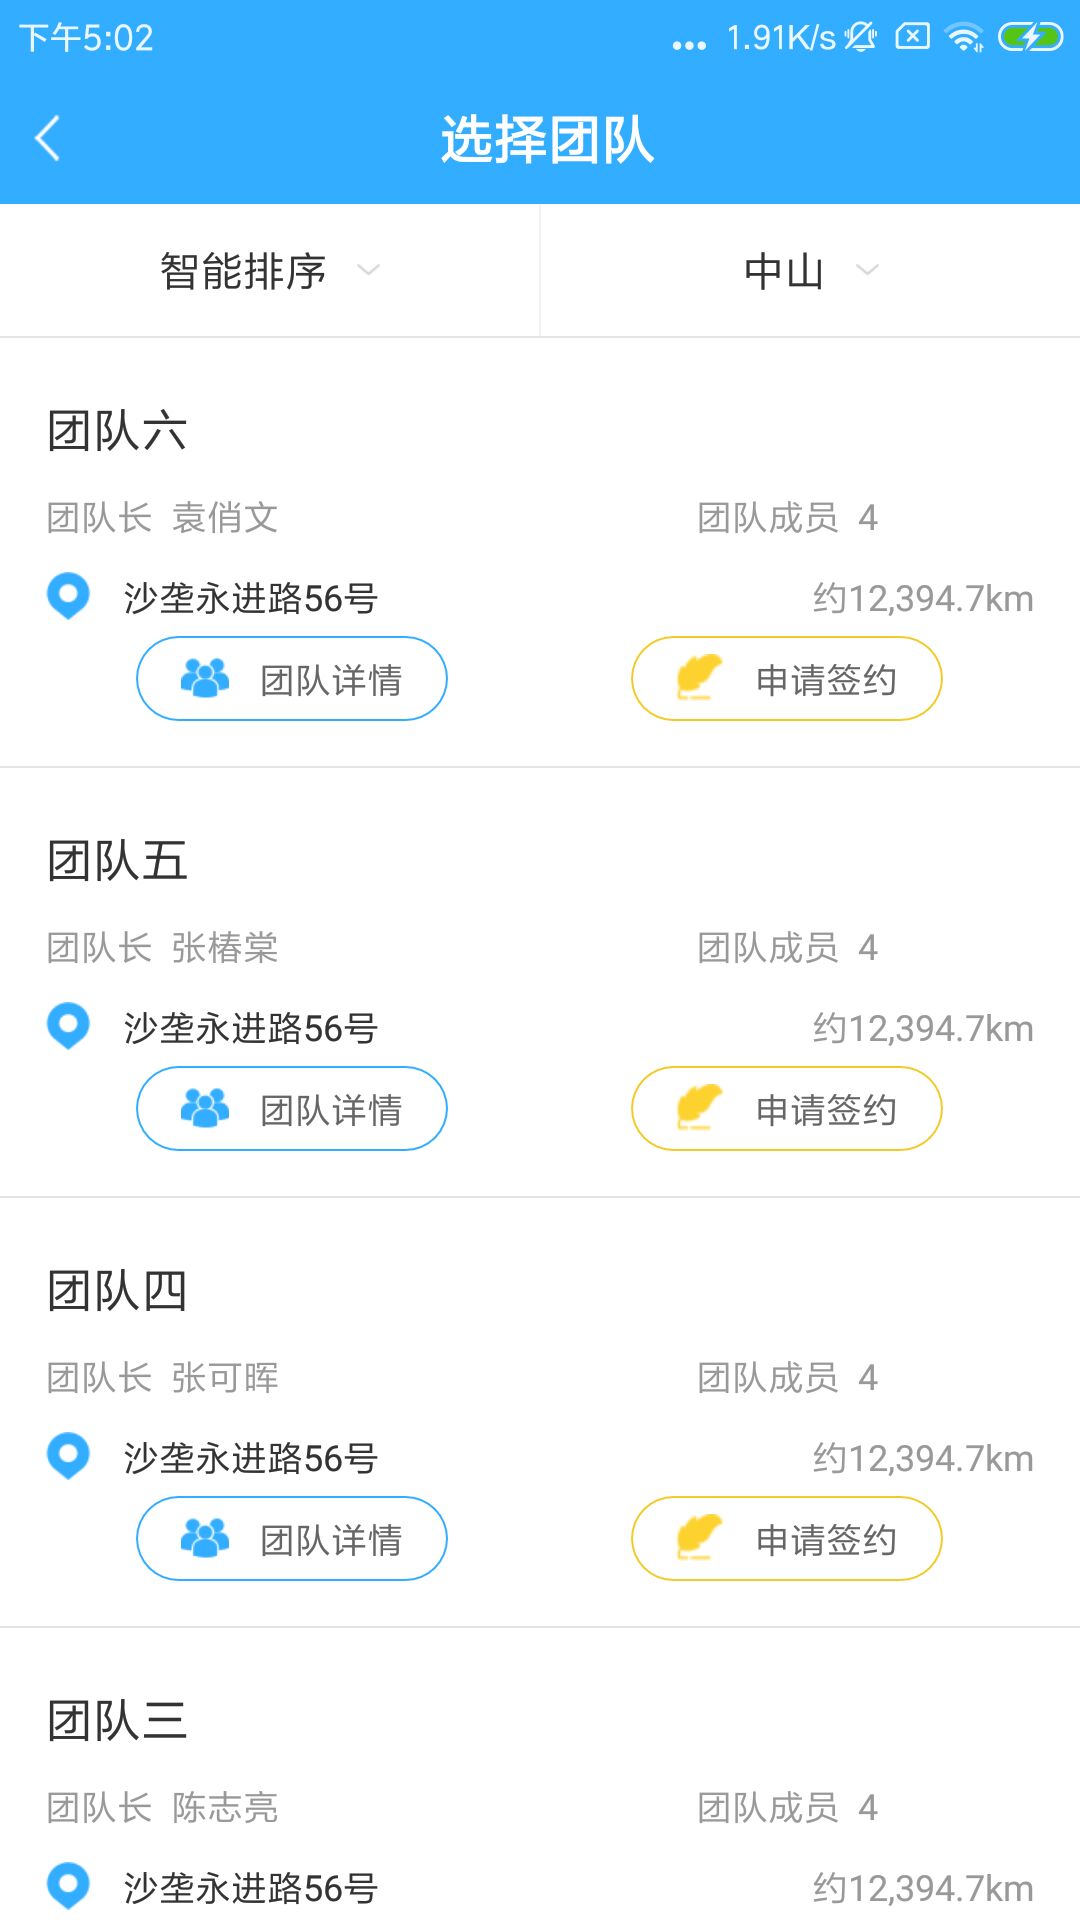 下午5:02 ... 1.91K/s
选择团队
智能排序 中山
团队六
团队长 袁俏文 团队成员 4
沙垄永进路56号 约12,394.7km
团队详情 申请签约
团队五
团队长 张椿棠 团队成员 4
沙垄永进路56号 约12,394.7km
团队详情 申请签约
团队四
团队长 张可晖 团队成员 4
沙垄永进路56号 约12,394.7km
团队详情 申请签约
团队三
团队长 陈志亮 团队成员 4
沙垄永进路56号 约12,394.7km